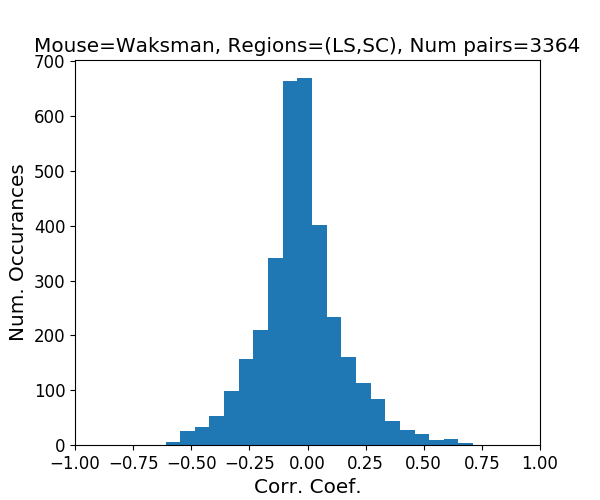 Mouse=Waksman, Regions=(LS,SC), Num pairs=3364
700
600
500
400
300
200
100
0
Num. Occurances
−1.00 −0.75 −0.50 −0.25 0.00 0.25 0.50 0.75 1.00
Corr. Coef.